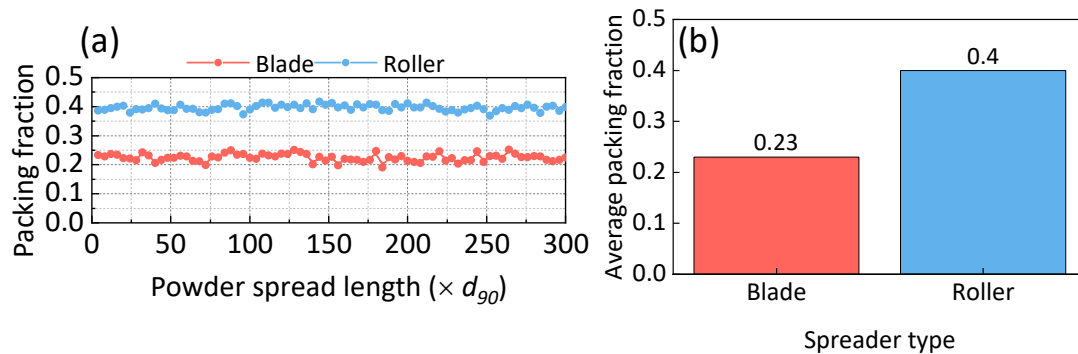 (a)
Blade
Roller
Packing fraction
0.5
0.4
0.3
0.2
0.1
0.0
0 50 100 150 200 250 300
Powder spread length (× d90)
(b)
Average packing fraction
0.5
0.4
0.3
0.2
0.1
0.0
0.23
0.4
Blade Roller
Spreader type